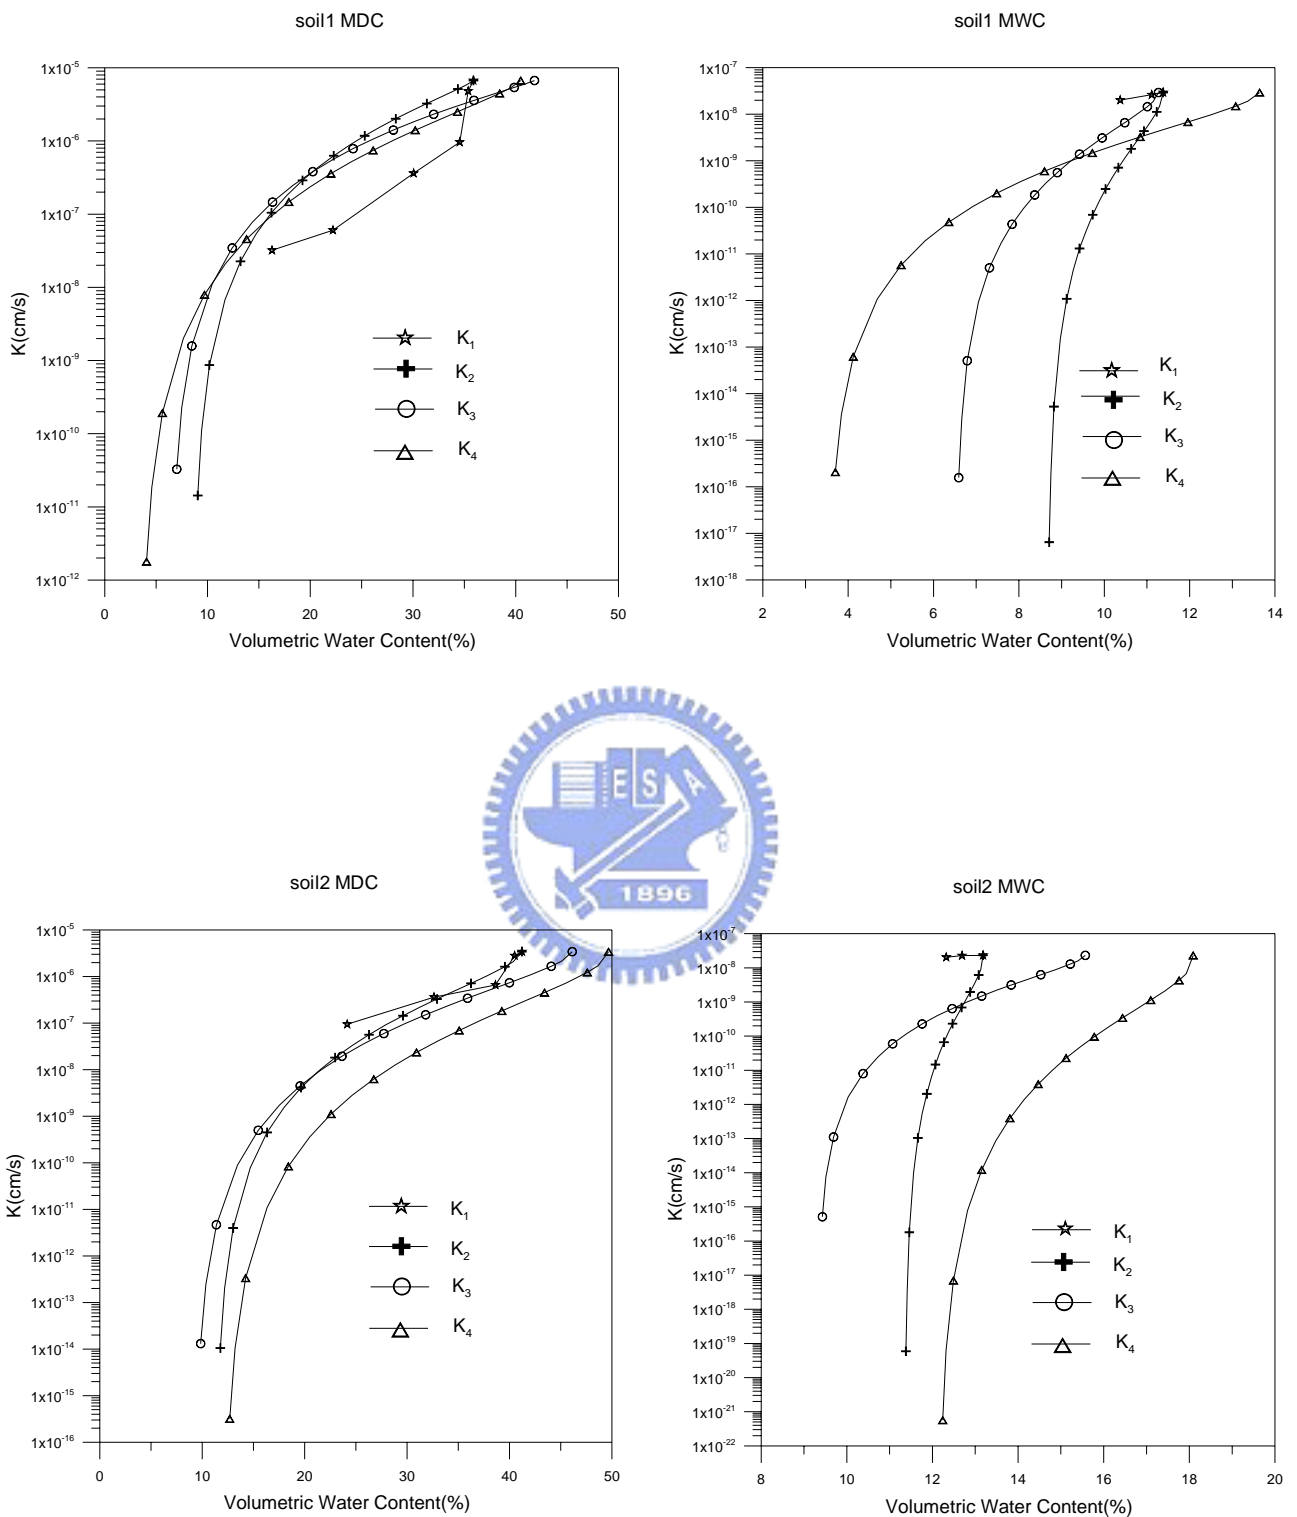 soil1 MDC
1x10⁻⁵
1x10⁻⁶
1x10⁻⁷
1x10⁻⁸
1x10⁻⁹
1x10⁻¹⁰
1x10⁻¹¹
1x10⁻¹²
K(cm/s)
K₁
K₂
K₃
K₄
0 10 20 30 40 50
Volumetric Water Content(%)
soil1 MWC
1x10⁻⁷
1x10⁻⁸
1x10⁻⁹
1x10⁻¹⁰
1x10⁻¹¹
1x10⁻¹²
1x10⁻¹³
1x10⁻¹⁴
1x10⁻¹⁵
1x10⁻¹⁶
1x10⁻¹⁷
1x10⁻¹⁸
K(cm/s)
K₁
K₂
K₃
K₄
2 4 6 8 10 12 14
Volumetric Water Content(%)
E S A
1896
soil2 MDC
1x10⁻⁵
1x10⁻⁶
1x10⁻⁷
1x10⁻⁸
1x10⁻⁹
1x10⁻¹⁰
1x10⁻¹¹
1x10⁻¹²
1x10⁻¹³
1x10⁻¹⁴
1x10⁻¹⁵
1x10⁻¹⁶
K(cm/s)
K₁
K₂
K₃
K₄
0 10 20 30 40 50
Volumetric Water Content(%)
soil2 MWC
1x10⁻⁷
1x10⁻⁸
1x10⁻⁹
1x10⁻¹⁰
1x10⁻¹¹
1x10⁻¹²
1x10⁻¹³
1x10⁻¹⁴
1x10⁻¹⁵
1x10⁻¹⁶
1x10⁻¹⁷
1x10⁻¹⁸
1x10⁻¹⁹
1x10⁻²⁰
1x10⁻²¹
1x10⁻²²
K(cm/s)
K₁
K₂
K₃
K₄
8 10 12 14 16 18 20
Volumetric Water Content(%)